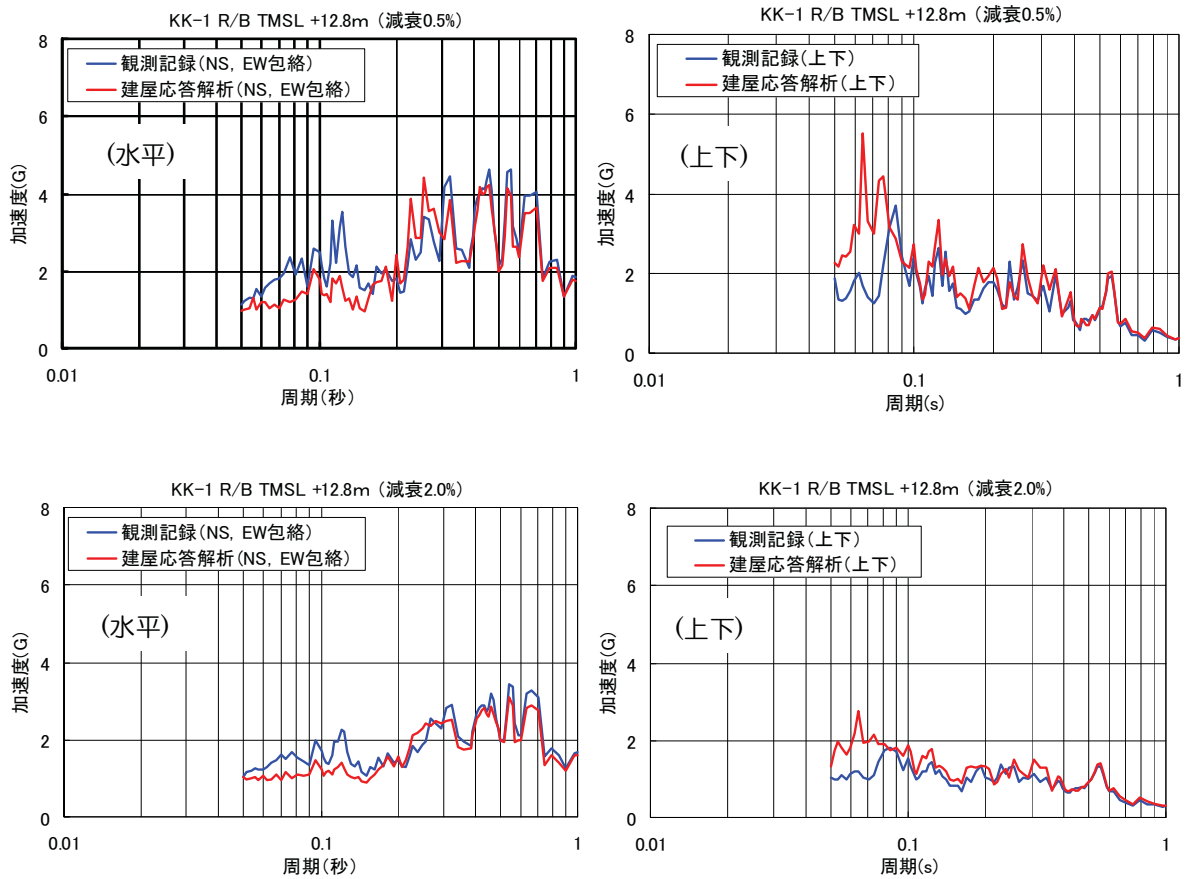 KK-1 R/B TMSL +12.8m (減衰0.5%)
8
6
4
2
0
加速度(G)
観測記録(NS, EW包絡)
建屋応答解析(NS, EW包絡)
(水平)
0.01
0.1
1
周期(秒)
KK-1 R/B TMSL +12.8m (減衰0.5%)
8
6
4
2
0
加速度(G)
観測記録(上下)
建屋応答解析(上下)
(上下)
0.01
0.1
1
周期(s)
KK-1 R/B TMSL +12.8m (減衰2.0%)
8
6
4
2
0
加速度(G)
観測記録(NS, EW包絡)
建屋応答解析(NS, EW包絡)
(水平)
0.01
0.1
1
周期(秒)
KK-1 R/B TMSL +12.8m (減衰2.0%)
8
6
4
2
0
加速度(G)
観測記録(上下)
建屋応答解析(上下)
(上下)
0.01
0.1
1
周期(s)